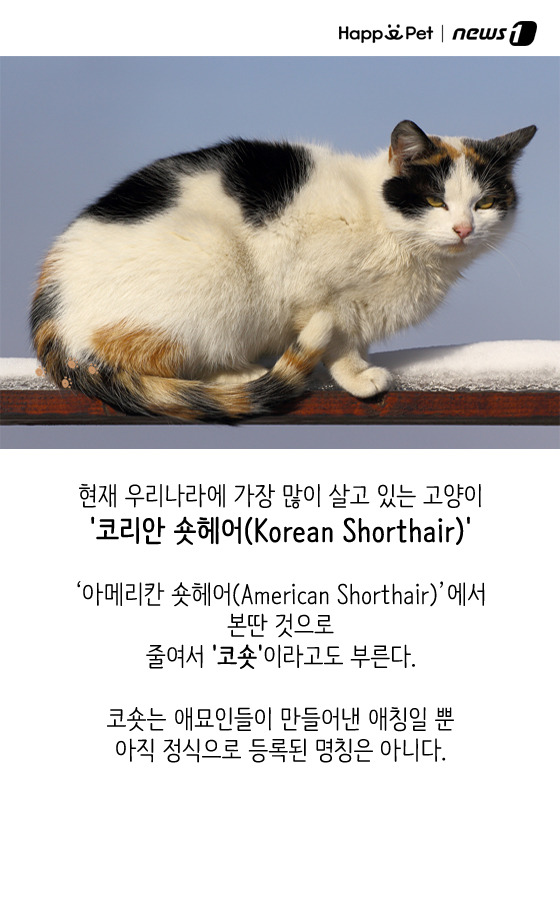 Happ Pet | news1
현재 우리나라에 가장 많이 살고 있는 고양이
'코리안 숏헤어(Korean Shorthair)'
‘아메리칸 숏헤어(American Shorthair)’에서
본딴 것으로
줄여서 '코숏'이라고도 부른다.
코숏는 애묘인들이 만들어낸 애칭일 뿐
아직 정식으로 등록된 명칭은 아니다.